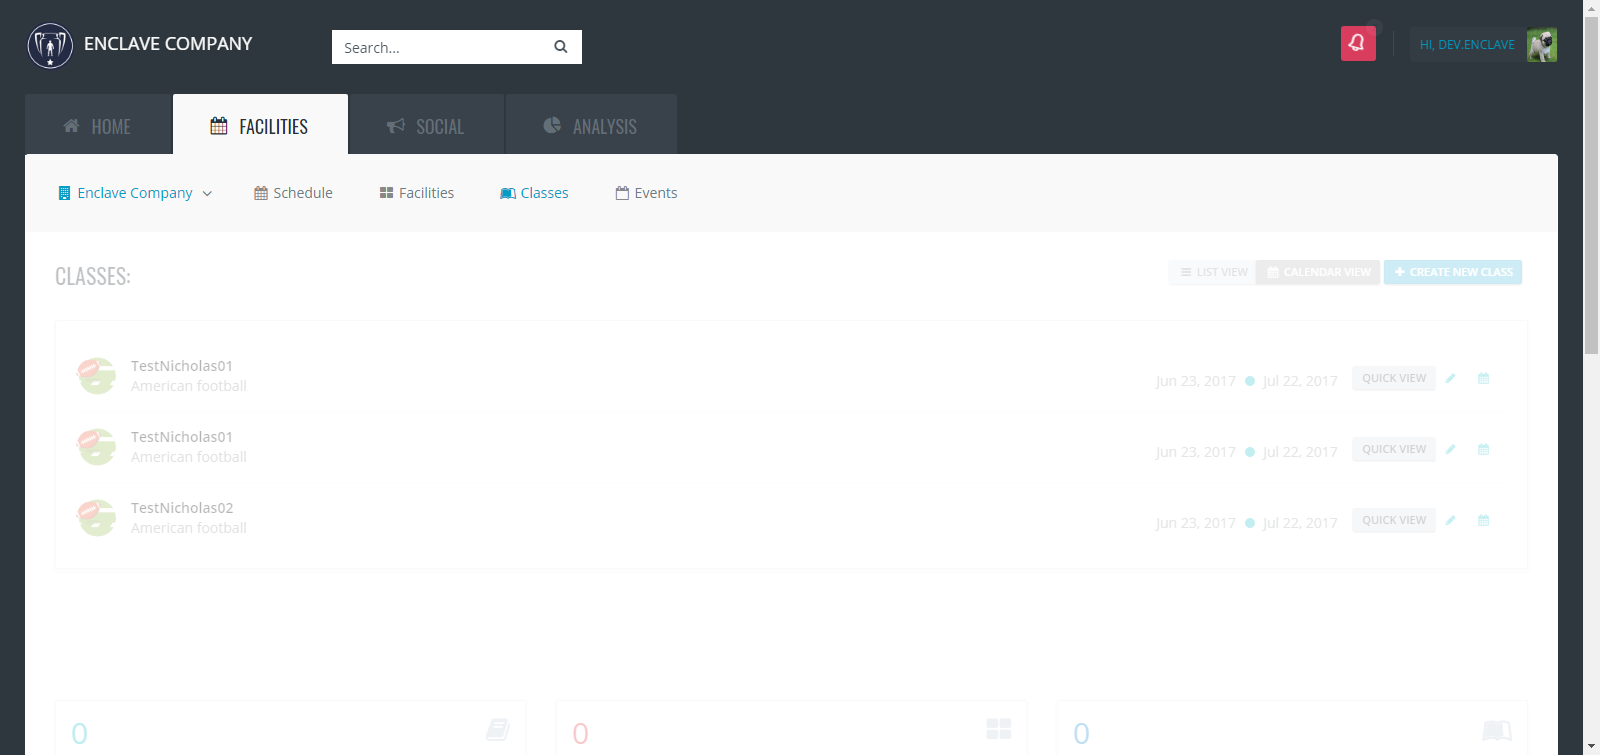 ENCLAVE COMPANY
Search...
HI, DEV.ENCLAVE
HOME
FACILITIES
SOCIAL
ANALYSIS
Enclave Company
Schedule
Facilities
Classes
Events
CLASSES:
LIST VIEW
CALENDAR VIEW
CREATE NEW CLASS
TestNicholas01
American football
Jun 23, 2017
Jul 22, 2017
QUICK VIEW
TestNicholas01
American football
Jun 23, 2017
Jul 22, 2017
QUICK VIEW
TestNicholas02
American football
Jun 23, 2017
Jul 22, 2017
QUICK VIEW
0
0
0